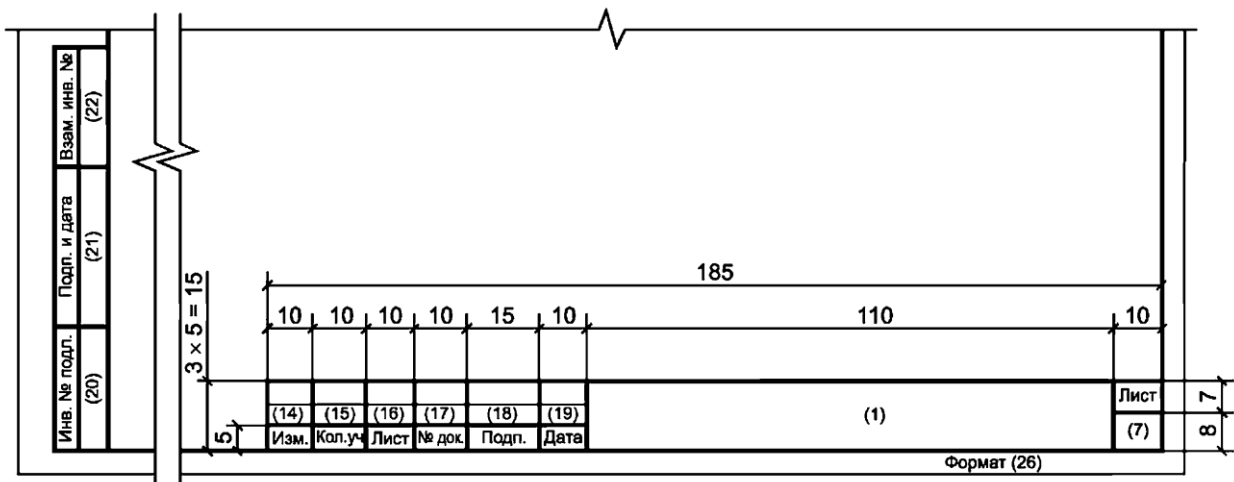 Взам. инв. №
(22)
Подп. и дата
(21)
Инв. № подл.
(20)
3 × 5 = 15
5
185
10 10 10 10 15 10 110 10
(14) (15) (16) (17) (18) (19)
Изм. Кол.уч Лист № док. Подп. Дата
(1)
Лист
(7)
7
8
Формат (26)